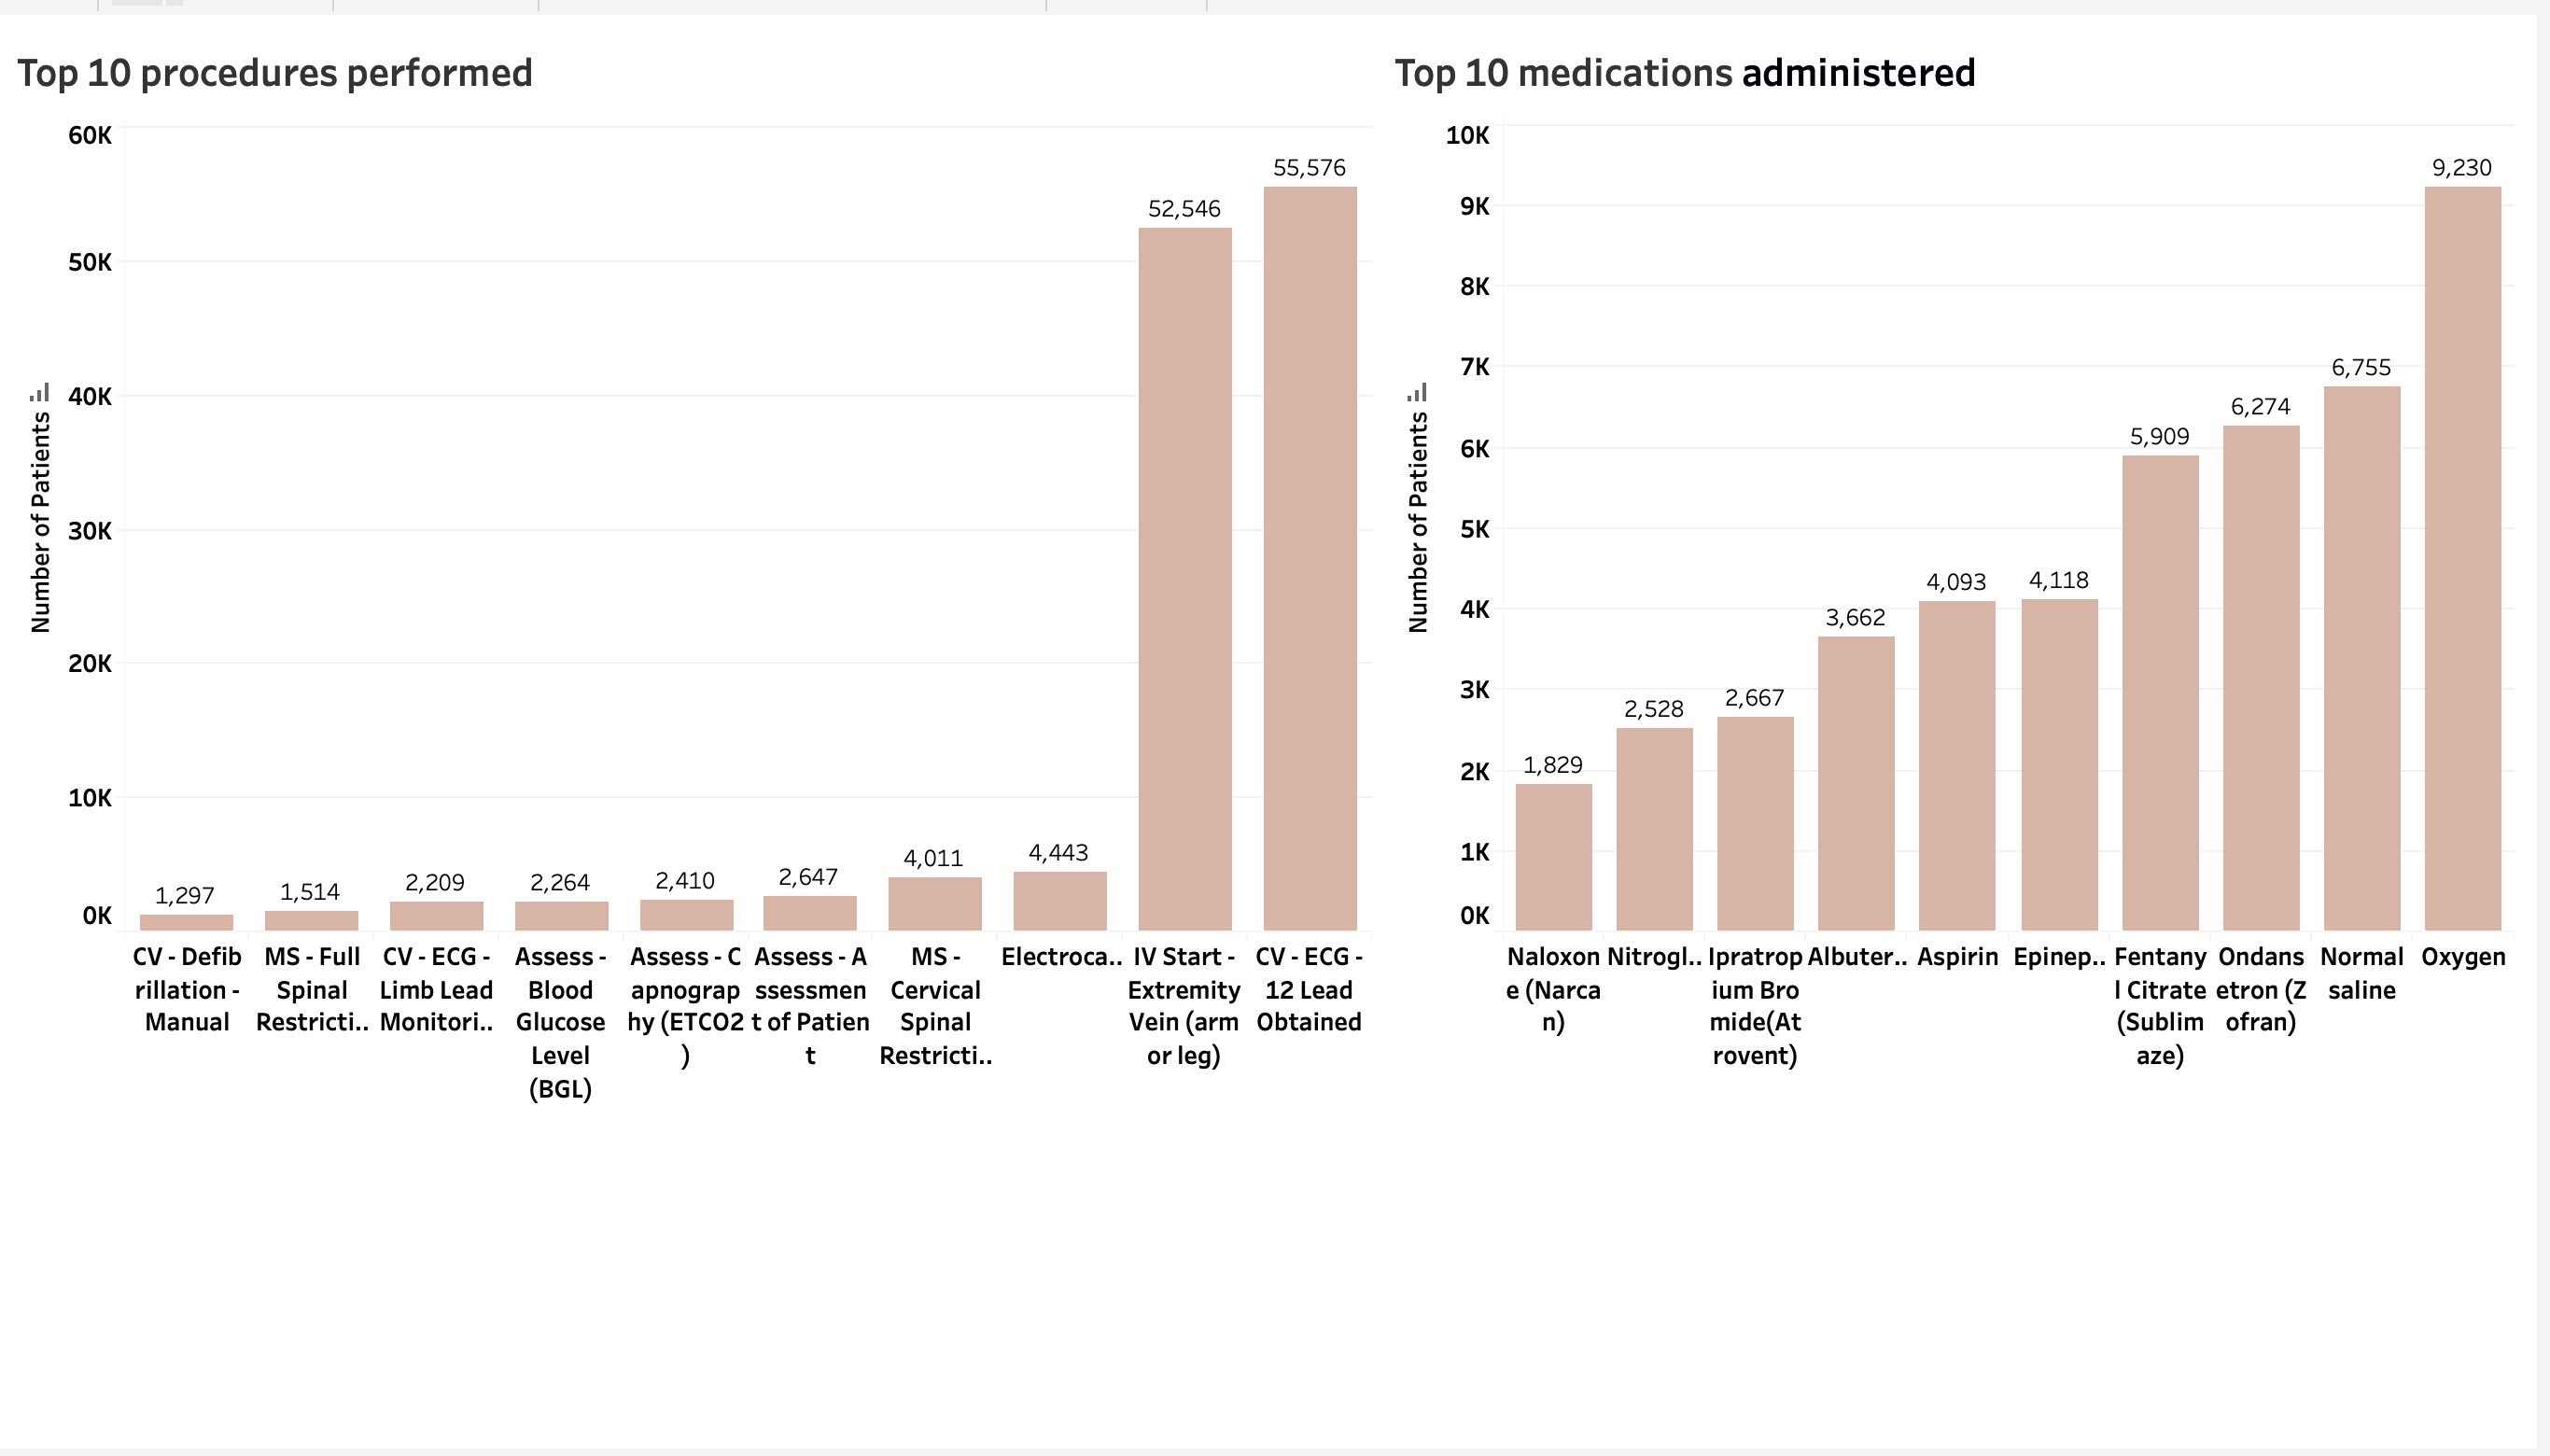 Top 10 procedures performed
60K
50K
40K
30K
20K
10K
0K
Number of Patients
1,297
1,514
2,209
2,264
2,410
2,647
4,011
4,443
52,546
55,576
CV - Defib
rillation -
Manual
MS - Full
Spinal
Restricti..
CV - ECG -
Limb Lead
Monitori..
Assess -
Blood
Glucose
Level
(BGL)
Assess - C
apnograp
hy (ETCO2
)
Assess - A
ssessmen
t of Patien
t
MS -
Cervical
Spinal
Restricti..
Electroca..
IV Start -
Extremity
Vein (arm
or leg)
CV - ECG -
12 Lead
Obtained
Top 10 medications administered
10K
9K
8K
7K
6K
5K
4K
3K
2K
1K
0K
Number of Patients
1,829
2,528
2,667
3,662
4,093
4,118
5,909
6,274
6,755
9,230
Naloxon
e (Narca
n)
Nitrogl..
Ipratrop
ium Bro
mide(At
rovent)
Albuter..
Aspirin
Epinep..
Fentany
l Citrate
(Sublim
aze)
Ondans
etron (Z
ofran)
Normal
saline
Oxygen